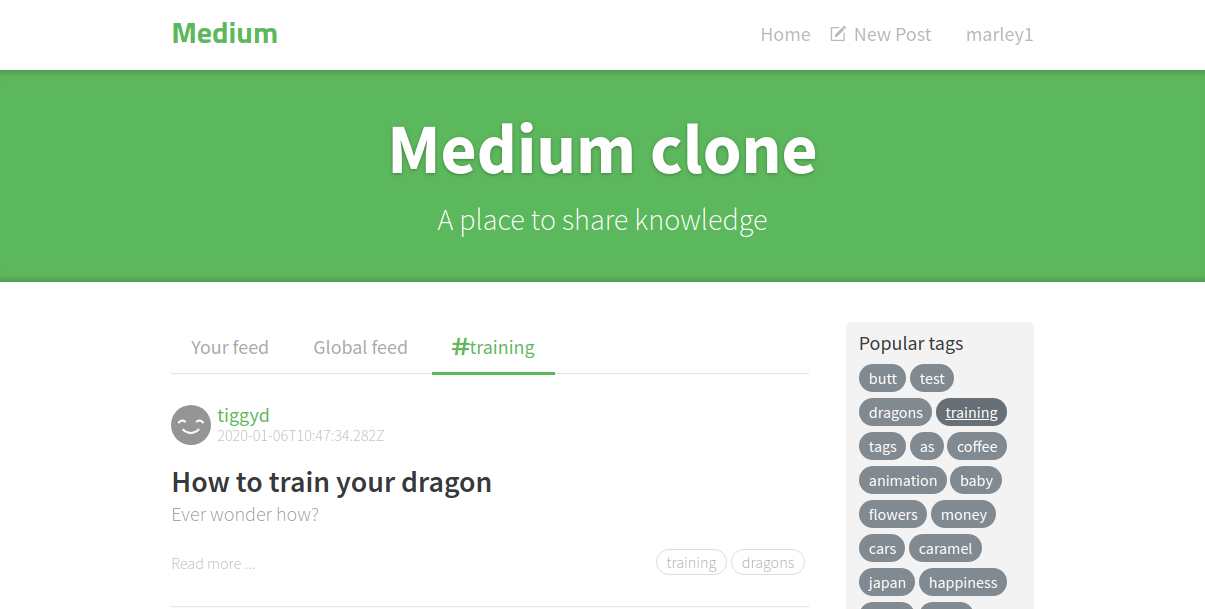 Medium
Home New Post marley1
Medium clone
A place to share knowledge
Your feed Global feed #training
tiggyd
2020-01-06T10:47:34.282Z
How to train your dragon
Ever wonder how?
Read more ... training dragons
Popular tags
butt test
dragons training
tags as coffee
animation baby
flowers money
cars caramel
japan happiness